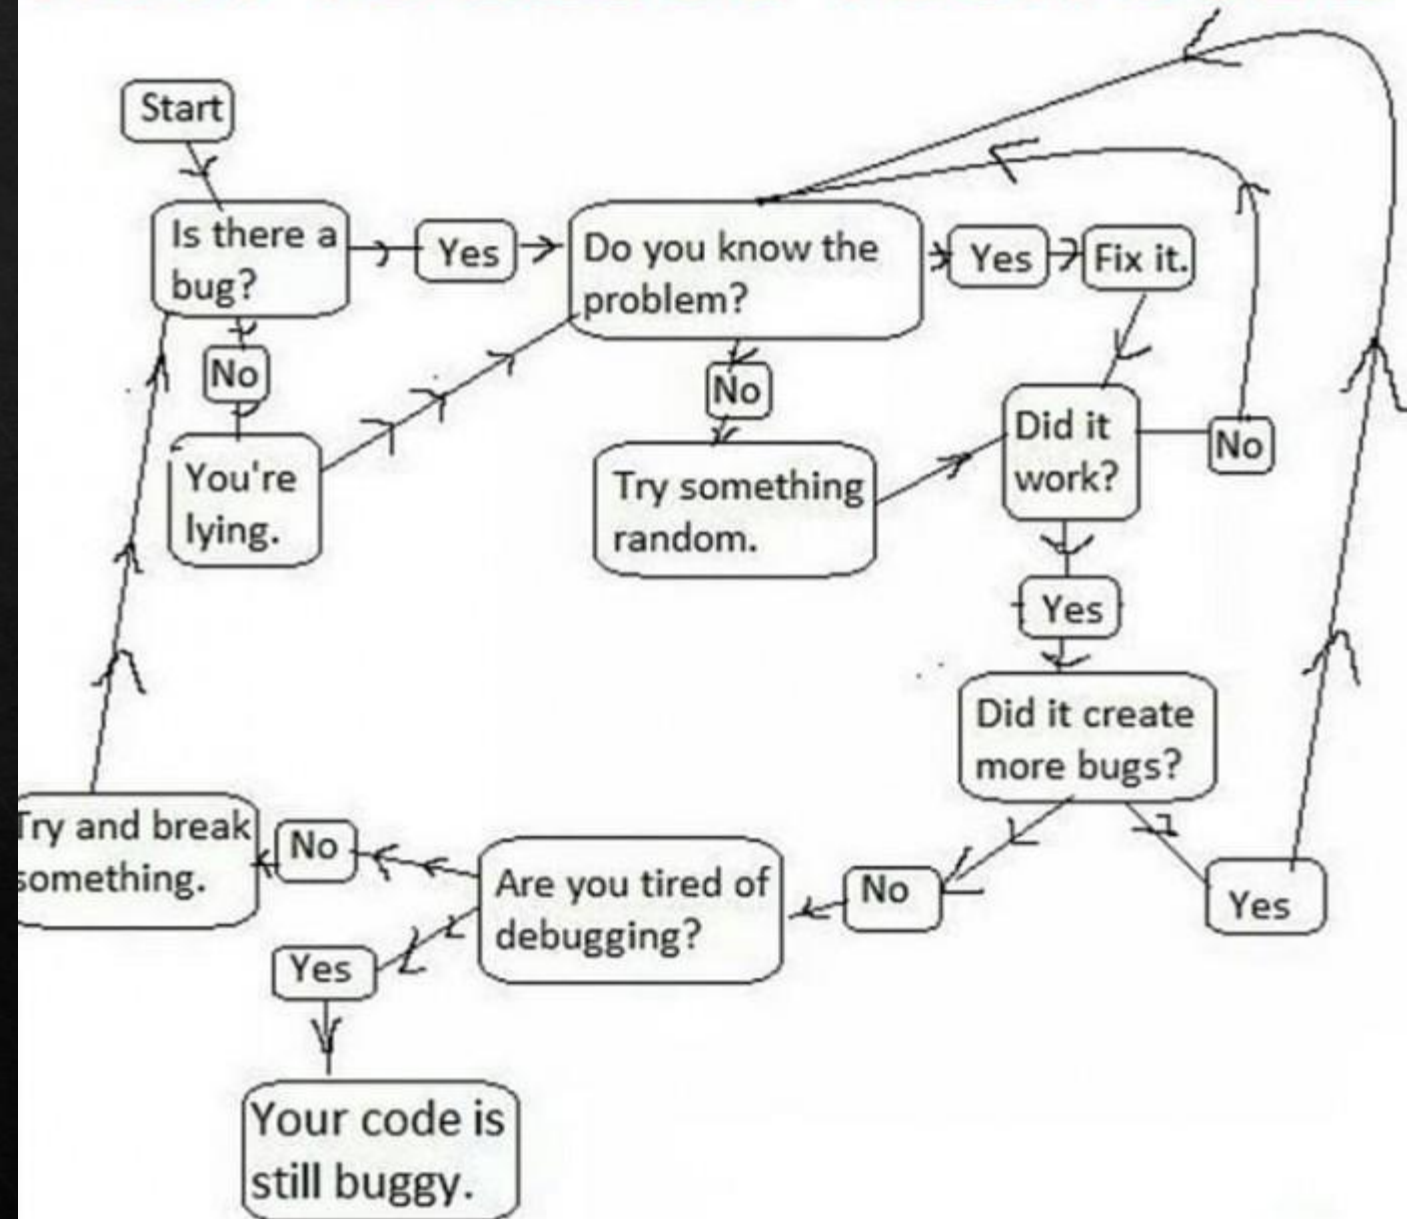 Start
Is there a
bug?
Yes
Do you know the
problem?
Yes
Fix it.
No
You're
lying.
No
Try something
random.
Did it
work?
No
Yes
Did it create
more bugs?
Yes
No
Are you tired of
debugging?
No
Try and break
something.
Yes
Your code is
still buggy.